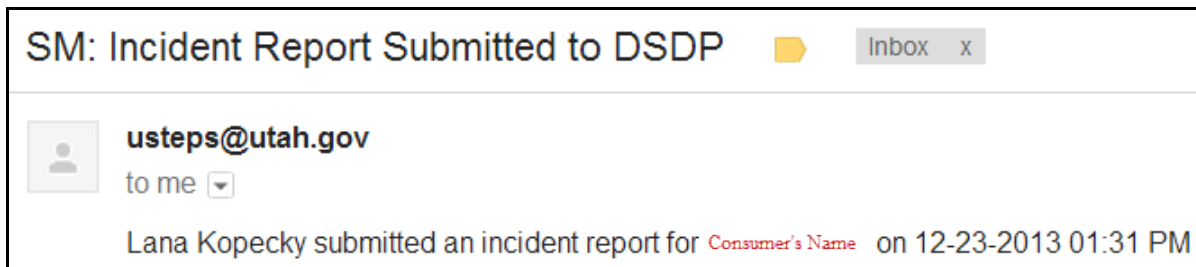 SM: Incident Report Submitted to DSDP Inbox x
usteps@utah.gov
to me
Lana Kopecky submitted an incident report for Consumer's Name on 12-23-2013 01:31 PM